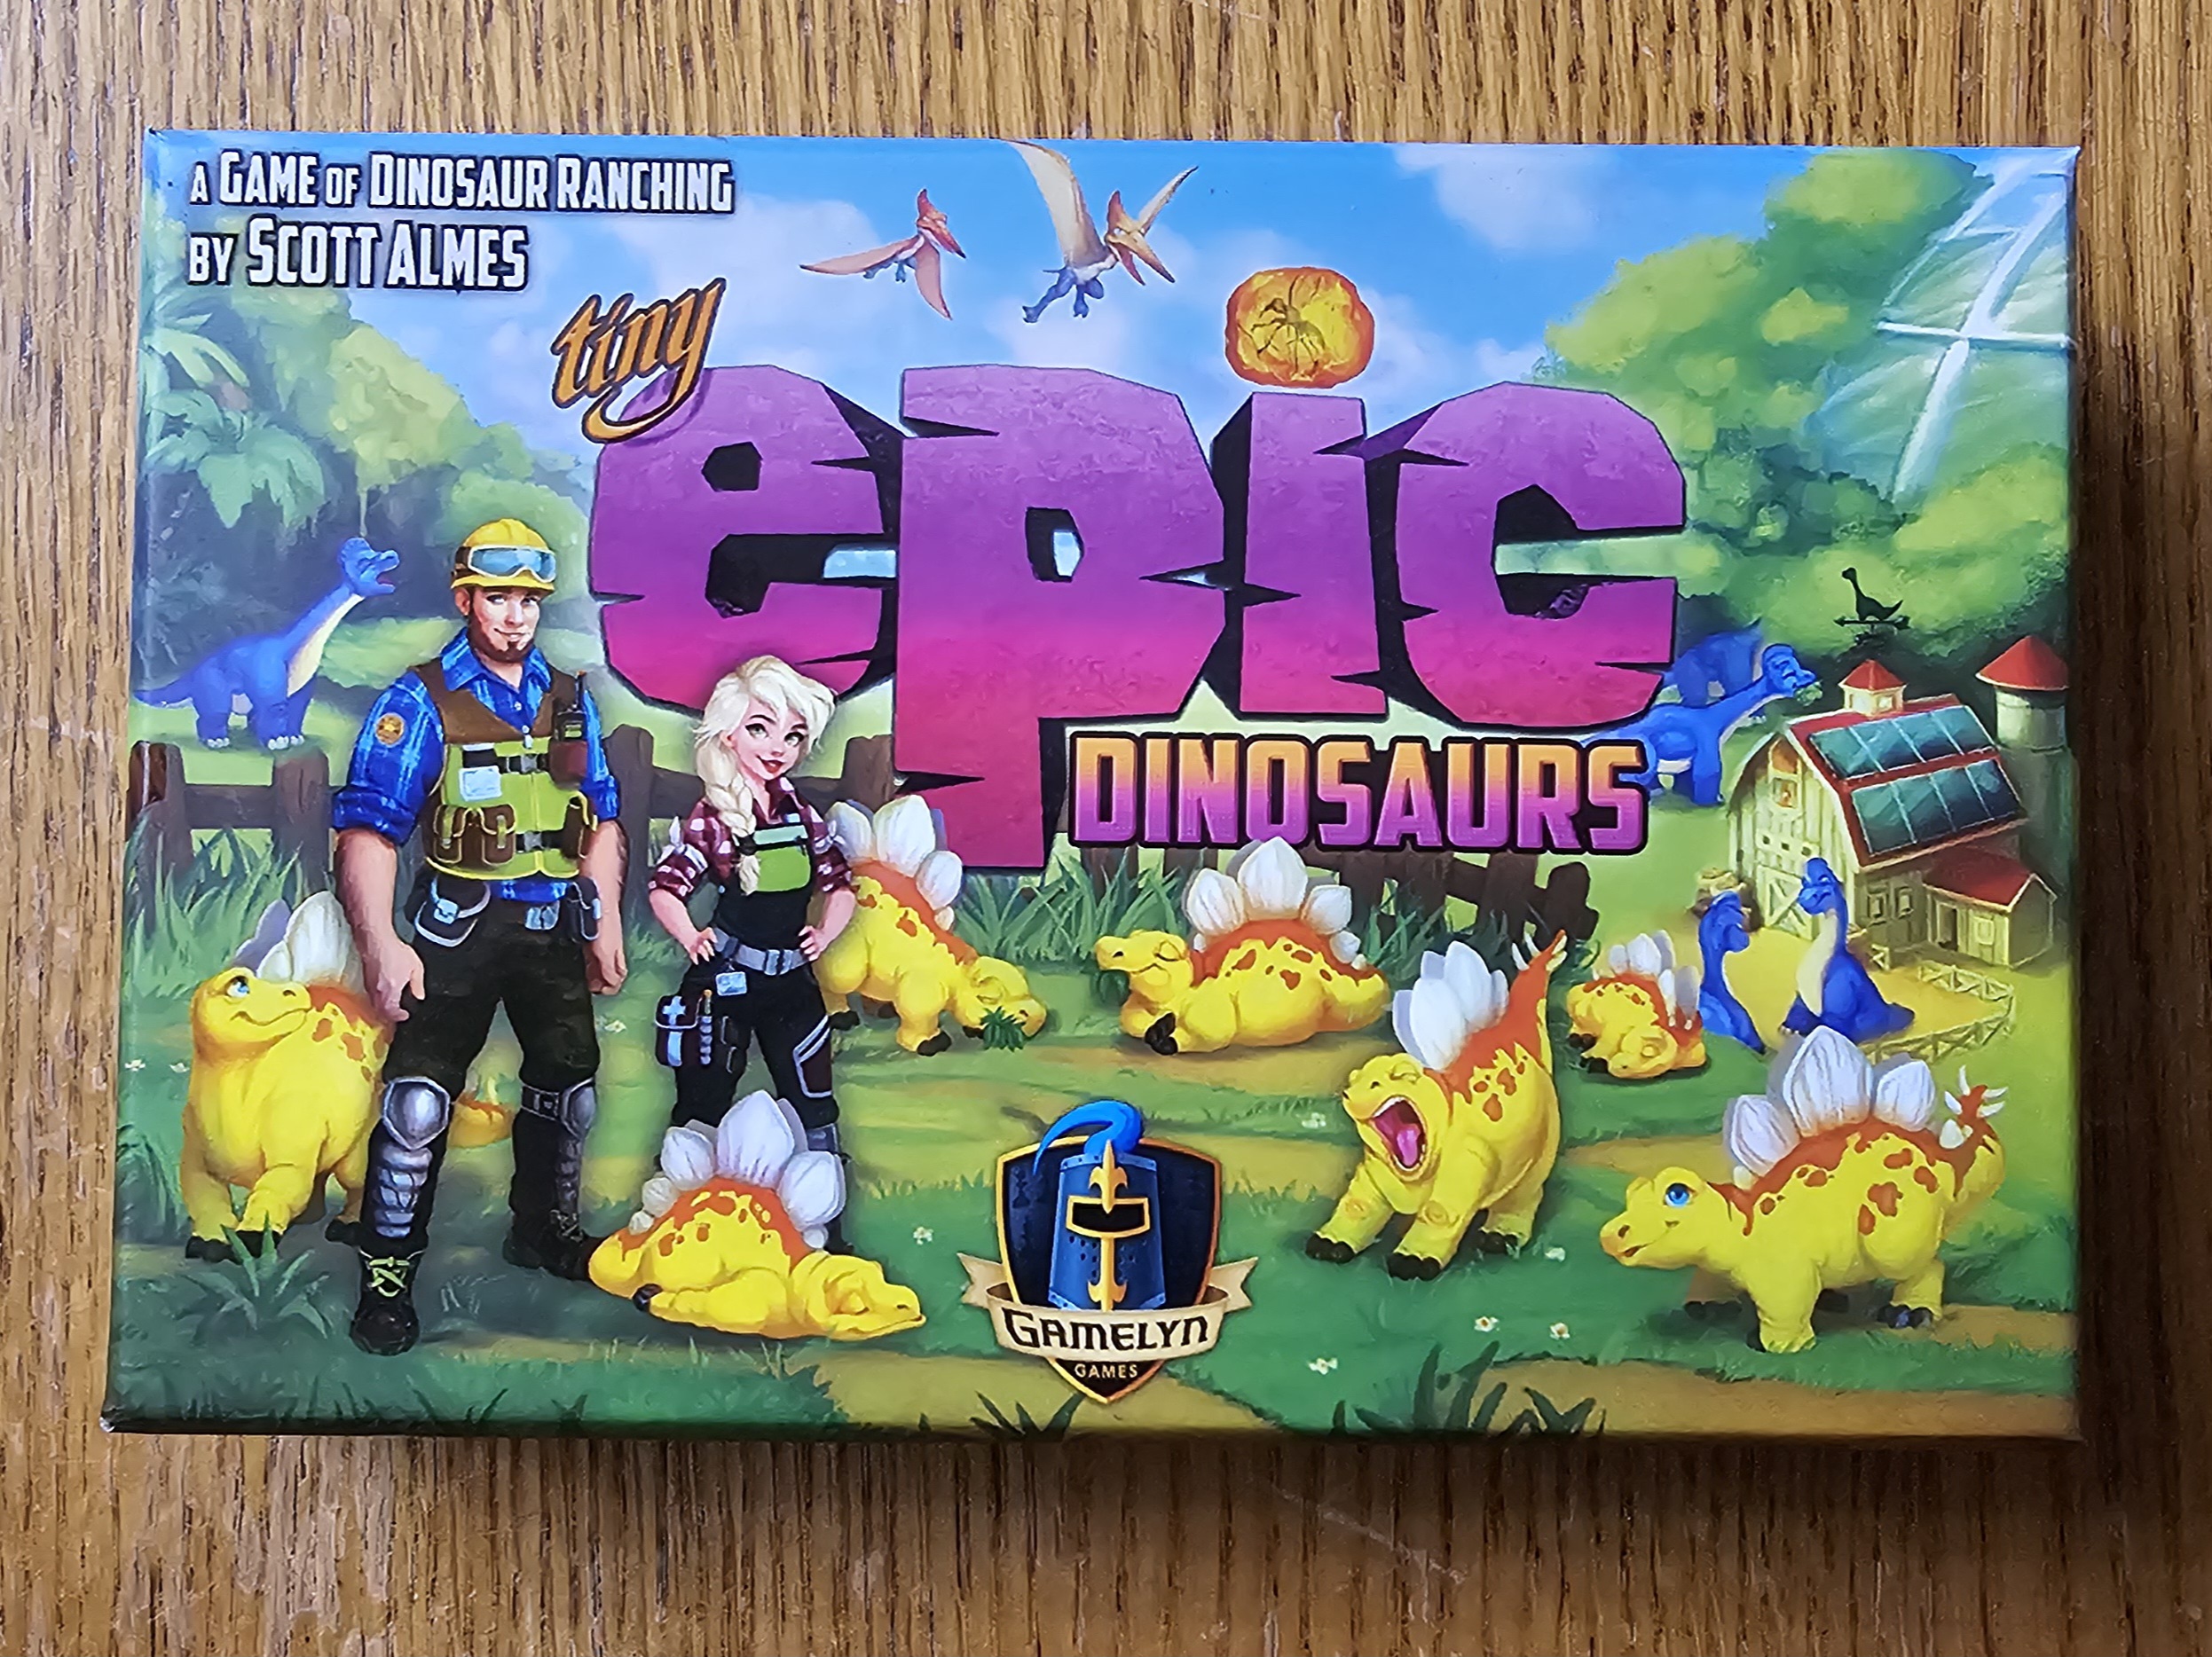 A GAME OF DINOSAUR RANCHING
BY SCOTT ALMES
tiny
epic
DINOSAURS
GAMELYN
GAMES